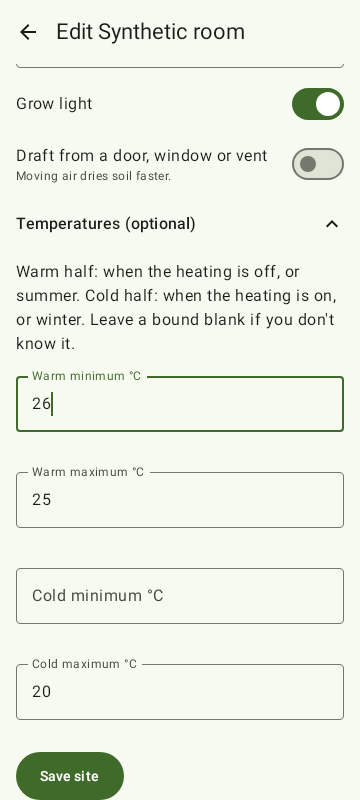 Edit Synthetic room
Grow light
Draft from a door, window or vent
Moving air dries soil faster.
Temperatures (optional)
Warm half: when the heating is off, or
summer. Cold half: when the heating is on,
or winter. Leave a bound blank if you don't
know it.
Warm minimum °C
26
Warm maximum °C
25
Cold minimum °C
Cold maximum °C
20
Save site